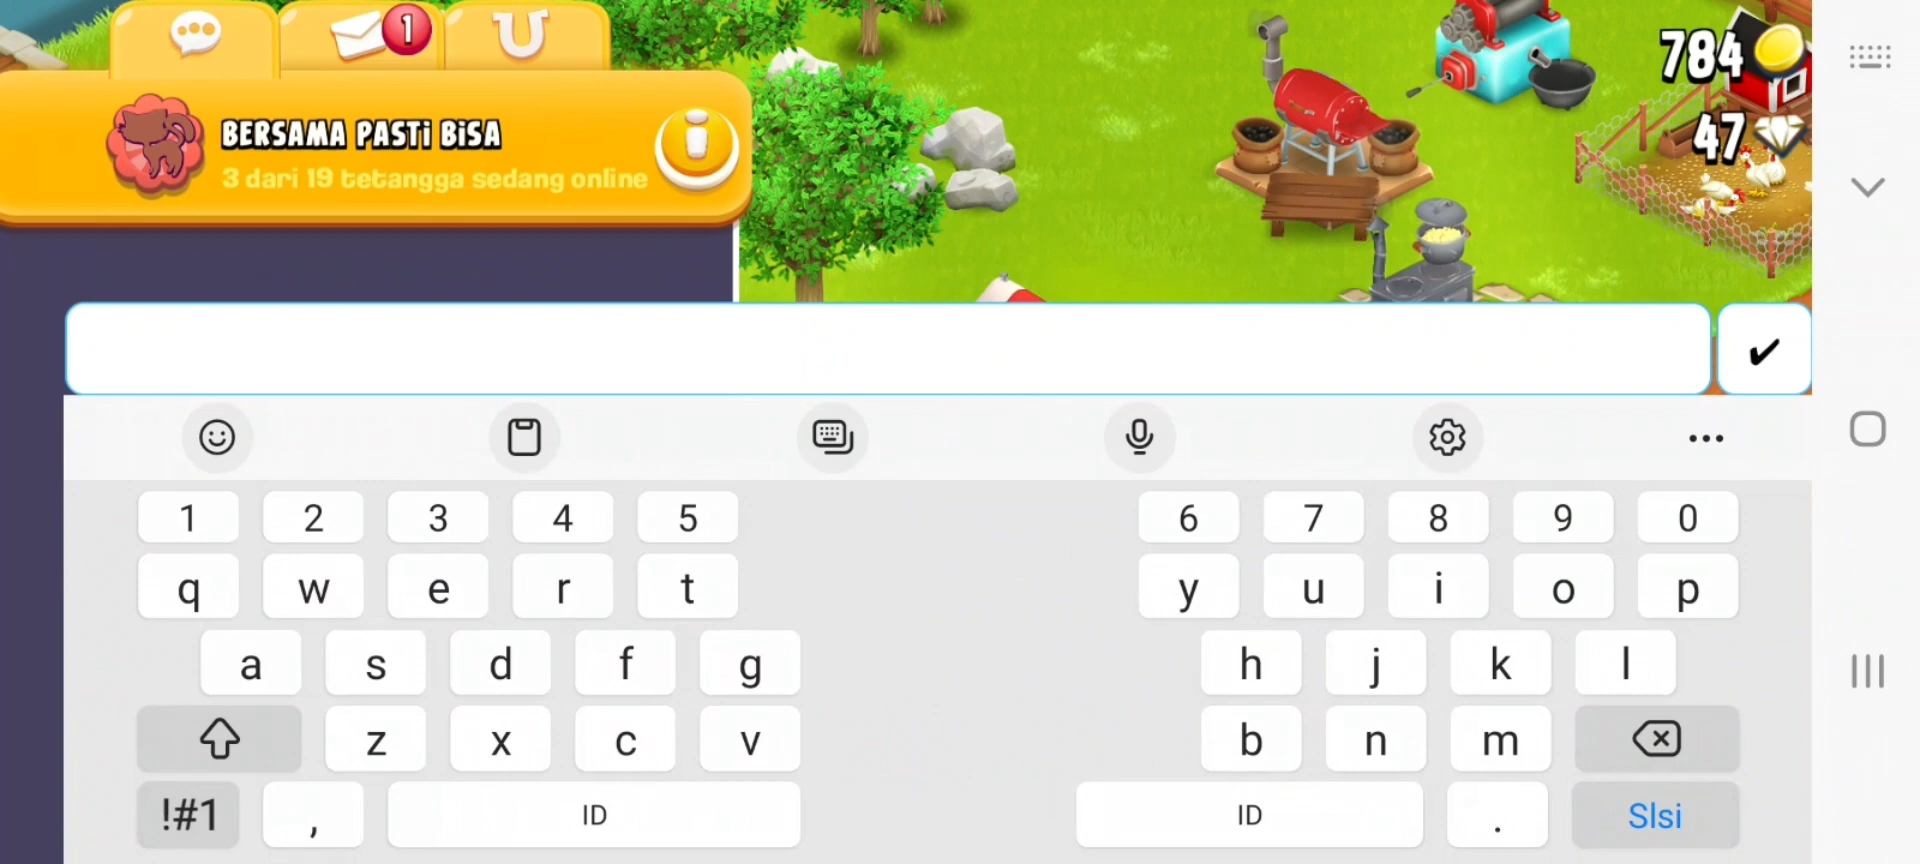 1
784
BERSAMA PASTI BISA
47
3 dari 19 tetangga sedang online
1 2 3 4 5 6 7 8 9 0
q w e r t y u i o p
a s d f g h j k l
z x c v b n m
!#1 , ID ID . Slsi